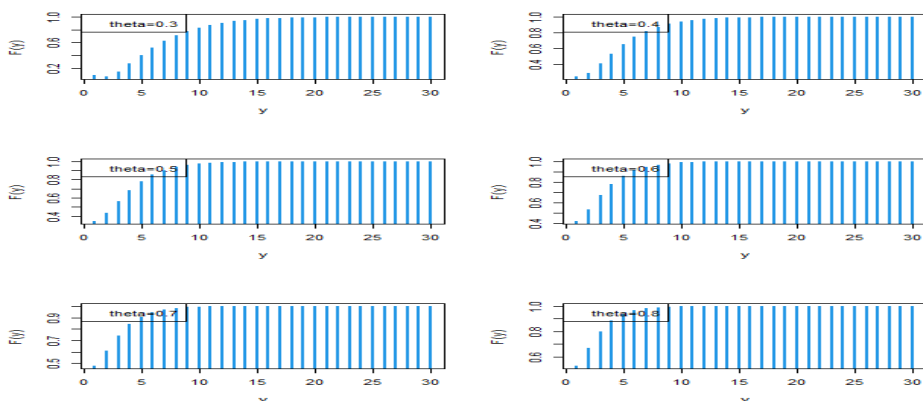 theta=0.3
F(y)
0.2 0.6 1.0
0 5 10 15 20 25 30
y
theta=0.4
F(y)
0.4 0.6 0.8 1.0
0 5 10 15 20 25 30
y
theta=0.5
F(y)
0.4 0.6 0.8 1.0
0 5 10 15 20 25 30
y
theta=0.6
F(y)
0.4 0.6 0.8 1.0
0 5 10 15 20 25 30
y
theta=0.7
F(y)
0.5 0.7 0.9
0 5 10 15 20 25 30
y
theta=0.8
F(y)
0.6 0.8 1.0
0 5 10 15 20 25 30
y